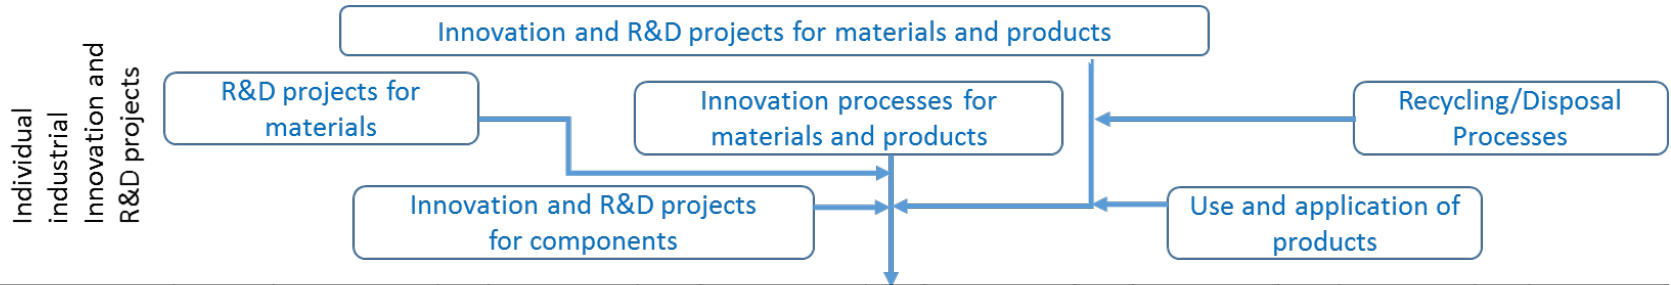 Individual
industrial
Innovation and
R&D projects
Innovation and R&D projects for materials and products
R&D projects for
materials
Innovation processes for
materials and products
Recycling/Disposal
Processes
Innovation and R&D projects
for components
Use and application of
products